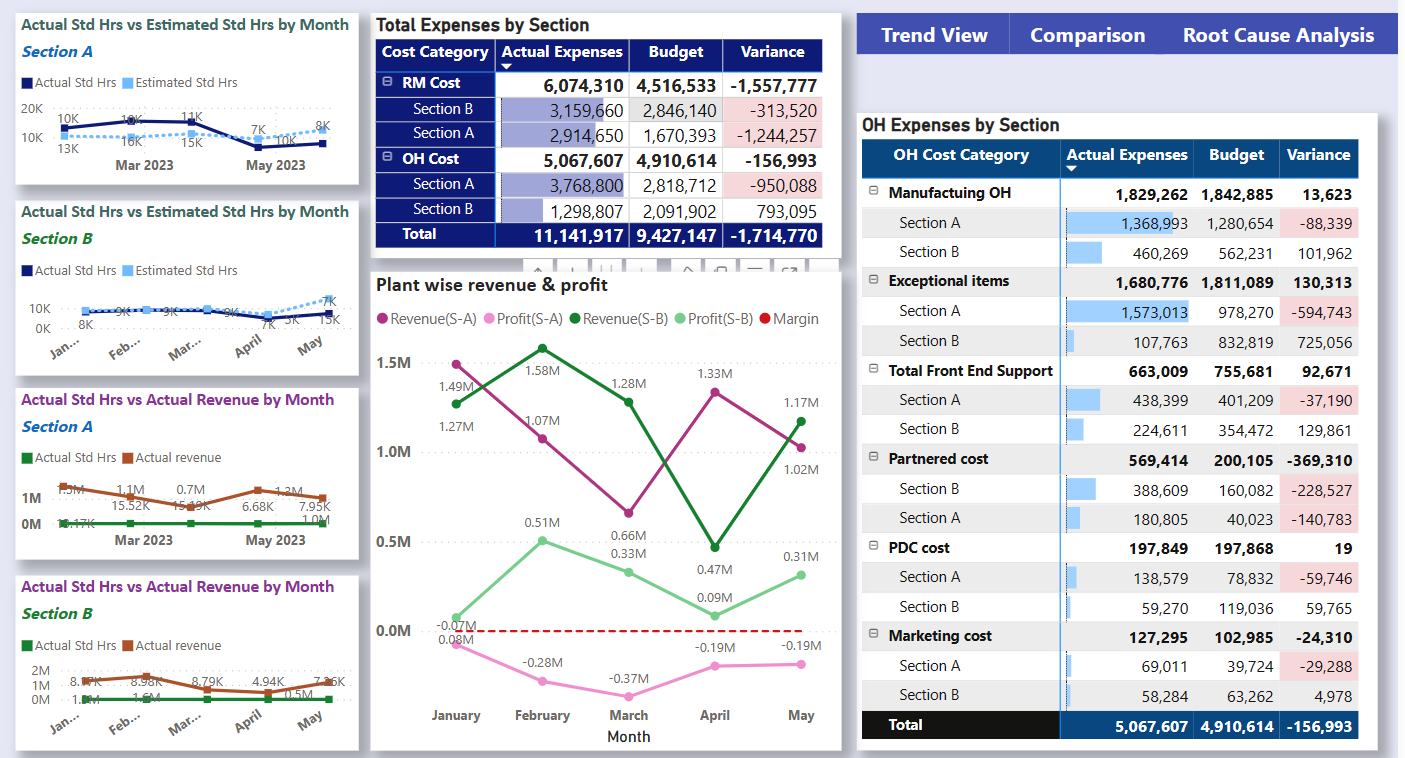 Actual Std Hrs vs Estimated Std Hrs by Month
Section A
Actual Std Hrs Estimated Std Hrs
20K
10K
10K 11K 7K 8K
13K 16K 15K 10K
Mar 2023 May 2023
Actual Std Hrs vs Estimated Std Hrs by Month
Section B
Actual Std Hrs Estimated Std Hrs
10K
0K
8K 9K 9K 9K 7K 5K 7K 15K
Jan... Feb... Mar... April May
Actual Std Hrs vs Actual Revenue by Month
Section A
Actual Std Hrs Actual revenue
1M
0M
1.5M 1.1M 0.7M 1.3M 1.0M
15.52K 6.68K 7.95K
Mar 2023 May 2023
Actual Std Hrs vs Actual Revenue by Month
Section B
Actual Std Hrs Actual revenue
2M
1M
0M
8.98K 8.79K 4.94K
1.6M 0.5M
Jan... Feb... Mar... April May
Total Expenses by Section
Cost Category Actual Expenses Budget Variance
RM Cost 6,074,310 4,516,533 -1,557,777
Section B 3,159,660 2,846,140 -313,520
Section A 2,914,650 1,670,393 -1,244,257
OH Cost 5,067,607 4,910,614 -156,993
Section A 3,768,800 2,818,712 -950,088
Section B 1,298,807 2,091,902 793,095
Total 11,141,917 9,427,147 -1,714,770
Plant wise revenue & profit
Revenue(S-A) Profit(S-A) Revenue(S-B) Profit(S-B) Margin
1.5M
1.0M
0.5M
0.0M
1.49M 1.07M 0.66M 1.33M 1.02M
1.27M 1.58M 1.28M 0.47M 1.17M
0.08M 0.51M 0.33M 0.09M 0.31M
-0.07M -0.28M -0.37M -0.19M -0.19M
January February March April May
Month
Trend View Comparison Root Cause Analysis
OH Expenses by Section
OH Cost Category Actual Expenses Budget Variance
Manufactuing OH 1,829,262 1,842,885 13,623
Section A 1,368,993 1,280,654 -88,339
Section B 460,269 562,231 101,962
Exceptional items 1,680,776 1,811,089 130,313
Section A 1,573,013 978,270 -594,743
Section B 107,763 832,819 725,056
Total Front End Support 663,009 755,681 92,671
Section A 438,399 401,209 -37,190
Section B 224,611 354,472 129,861
Partnered cost 569,414 200,105 -369,310
Section B 388,609 160,082 -228,527
Section A 180,805 40,023 -140,783
PDC cost 197,849 197,868 19
Section A 138,579 78,832 -59,746
Section B 59,270 119,036 59,765
Marketing cost 127,295 102,985 -24,310
Section A 69,011 39,724 -29,288
Section B 58,284 63,262 4,978
Total 5,067,607 4,910,614 -156,993